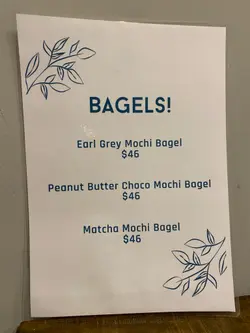 BAGELS!
Earl Grey Mochi Bagel
$46
Peanut Butter Choco Mochi Bagel
$46
Matcha Mochi Bagel
$46